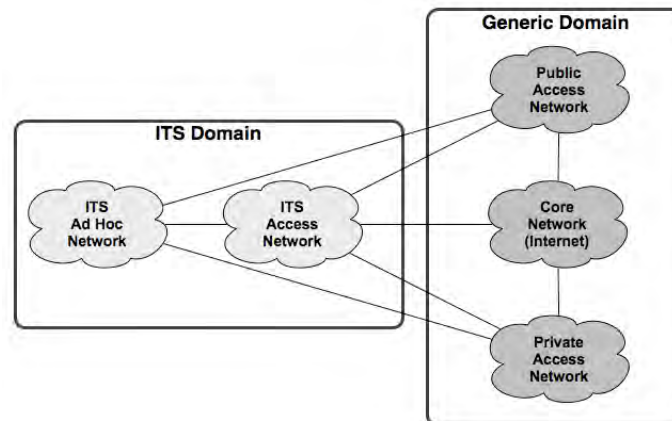 Generic Domain
Public
Access
Network
ITS Domain
ITS
Ad Hoc
Network
ITS
Access
Network
Core
Network
(Internet)
Private
Access
Network